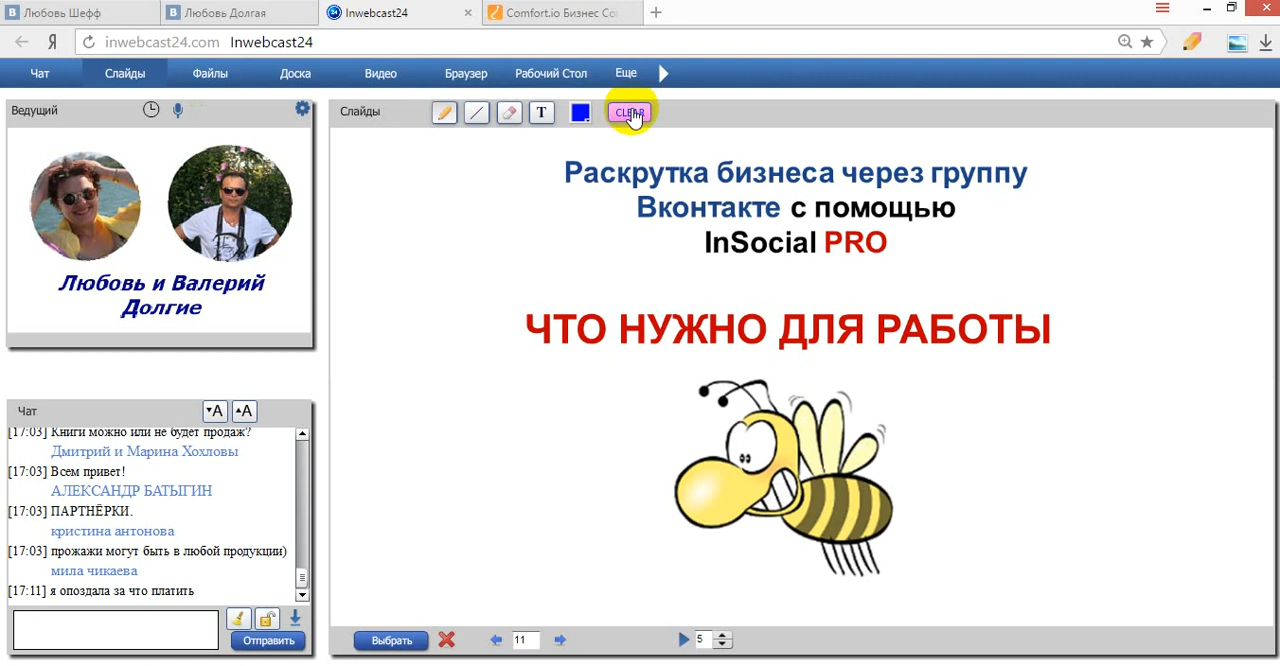 Любовь Шефф
Любовь Долгая
Inwebcast24
Comfort.io Бизнес Со
inwebcast24.com Inwebcast24
Чат
Слайды
Файлы
Доска
Видео
Браузер
Рабочий Стол
Еще
Ведущий
Слайды
T
CLEAR
Любовь и Валерий
Долгие
Раскрутка бизнеса через группу
Вконтакте с помощью
InSocial PRO
ЧТО НУЖНО ДЛЯ РАБОТЫ
Чат
▾A
▴A
[17:03] Книги можно или не будет продаж?
Дмитрий и Марина Хохловы
[17:03] Всем привет!
АЛЕКСАНДР БАТЫГИН
[17:03] ПАРТНЁРКИ.
кристина антонова
[17:03] прожажи могут быть в любой продукции)
мила чикаева
[17:11] я опоздала за что платить
Отправить
Выбрать
11
5